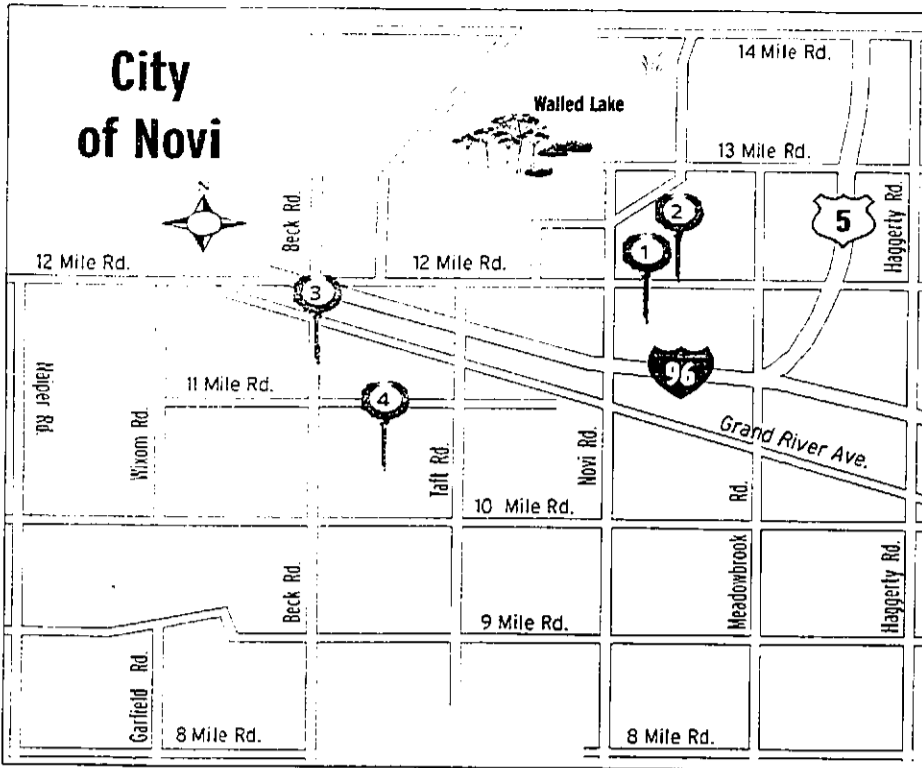 City
of Novi
N
14 Mile Rd.
Walled Lake
13 Mile Rd.
Beck Rd.
2
5
Haggerty Rd.
1
12 Mile Rd.
12 Mile Rd.
3
96
Napier Rd.
11 Mile Rd.
4
Wixom Rd.
Taft Rd.
Novi Rd.
Grand River Ave.
10 Mile Rd.
Meadowbrook Rd.
Beck Rd.
9 Mile Rd.
Haggerty Rd.
Garfield Rd.
8 Mile Rd.
8 Mile Rd.